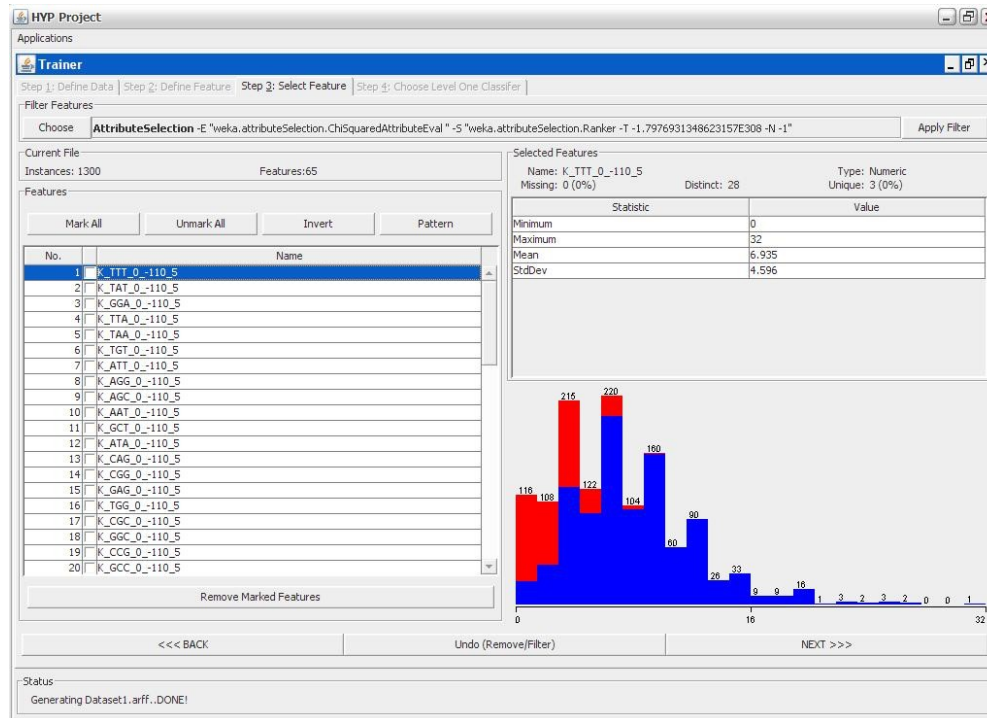 HYP Project
Applications
Trainer
Step 1: Define Data Step 2: Define Feature Step 3: Select Feature Step 4: Choose Level One Classifer
Filter Features
Choose AttributeSelection -E "weka.attributeSelection.ChiSquaredAttributeEval " -S "weka.attributeSelection.Ranker -T -1.7976931348623157E308 -N -1" Apply Filter
Current File
Instances: 1300 Features:65
Features
Mark All Unmark All Invert Pattern
No. Name
1 K_TTT_0_-110_5
2 K_TAT_0_-110_5
3 K_GGA_0_-110_5
4 K_TTA_0_-110_5
5 K_TAA_0_-110_5
6 K_TGT_0_-110_5
7 K_ATT_0_-110_5
8 K_AGG_0_-110_5
9 K_AGC_0_-110_5
10 K_AAT_0_-110_5
11 K_GCT_0_-110_5
12 K_ATA_0_-110_5
13 K_CAG_0_-110_5
14 K_CGG_0_-110_5
15 K_GAG_0_-110_5
16 K_TGG_0_-110_5
17 K_CGC_0_-110_5
18 K_GGC_0_-110_5
19 K_CCG_0_-110_5
20 K_GCC_0_-110_5
Remove Marked Features
Selected Features
Name: K_TTT_0_-110_5 Type: Numeric
Missing: 0 (0%) Distinct: 28 Unique: 3 (0%)
Statistic Value
Minimum 0
Maximum 32
Mean 6.935
StdDev 4.596
116 108 216 122 220 104 160 60 90 26 33 9 9 16 1 3 2 3 2 0 0 1
0 16 32
<<< BACK Undo (Remove/Filter) NEXT >>>
Status
Generating Dataset1.arff..DONE!